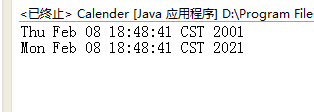 <已终止> Calender [Java 应用程序] D:\Program File
Thu Feb 08 18:48:41 CST 2001
Mon Feb 08 18:48:41 CST 2021